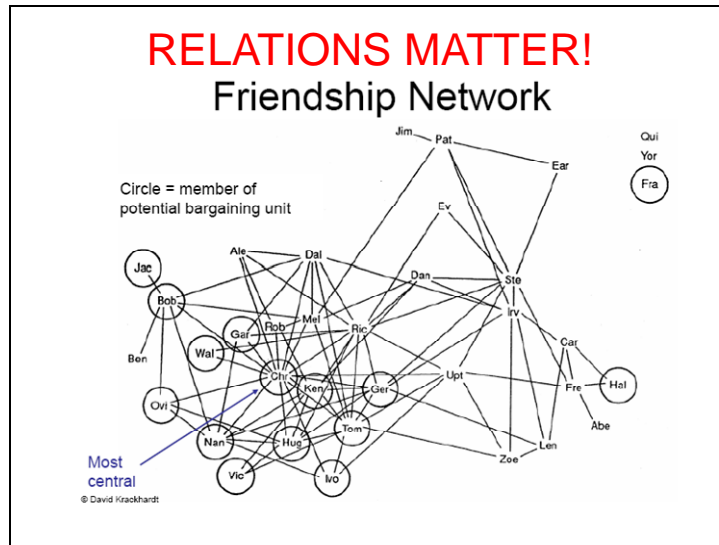 RELATIONS MATTER!
Friendship Network
Jim
Pat
Qui
Yor
Ear
Fra
Circle = member of
potential bargaining unit
Ev
Ale
Dal
Jac
Dan
Ste
Bob
Mel
Irv
Gar
Rob
Ric
Car
Ben
Wal
Chr
Ken
Ger
Upt
Fre
Hal
Ovi
Abe
Nan
Hug
Tom
Len
Zoe
Most
central
Vic
Ivo
© David Krackhardt